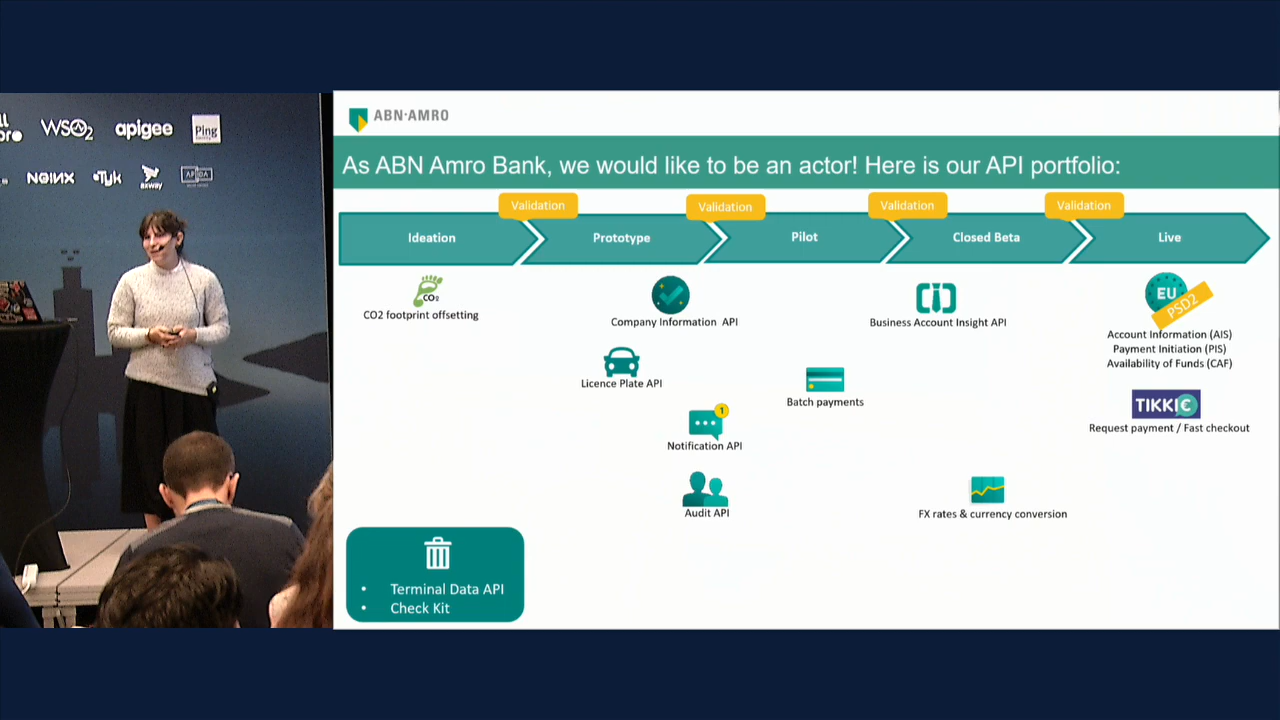 WSO2
apigee
Ping
NGINX
tyk
axway
ABN·AMRO
As ABN Amro Bank, we would like to be an actor! Here is our API portfolio:
Validation
Validation
Validation
Validation
Ideation
Prototype
Pilot
Closed Beta
Live
CO2
CO2 footprint offsetting
Company Information API
Business Account Insight API
EU
PSD2
Account Information (AIS)
Payment Initiation (PIS)
Availability of Funds (CAF)
Licence Plate API
Batch payments
TIKKIE
Request payment / Fast checkout
1
Notification API
Audit API
FX rates & currency conversion
• Terminal Data API
• Check Kit